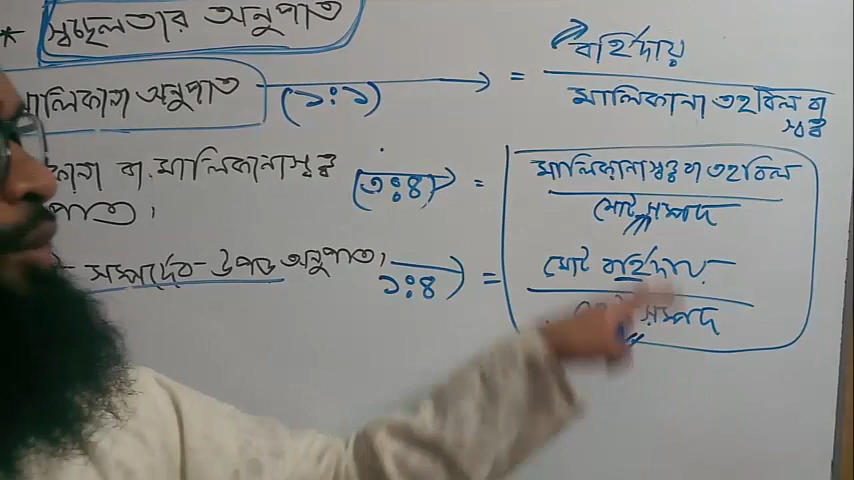 * স্বচ্ছলতার অনুপাত
মালিকানা অনুপাত (১ঃ১) = বহির্দায়
মালিকানা তহবিল বা
স্বত্ব
কানা বা মালিকানাস্বত্ব (৩ঃ৪) = মালিকানাস্বত্ব বা তহবিল
পাত। মোট সম্পদ
সম্পদের উপর অনুপাত, ১ঃ৪) = মোট বহির্দায়
সম্পদ